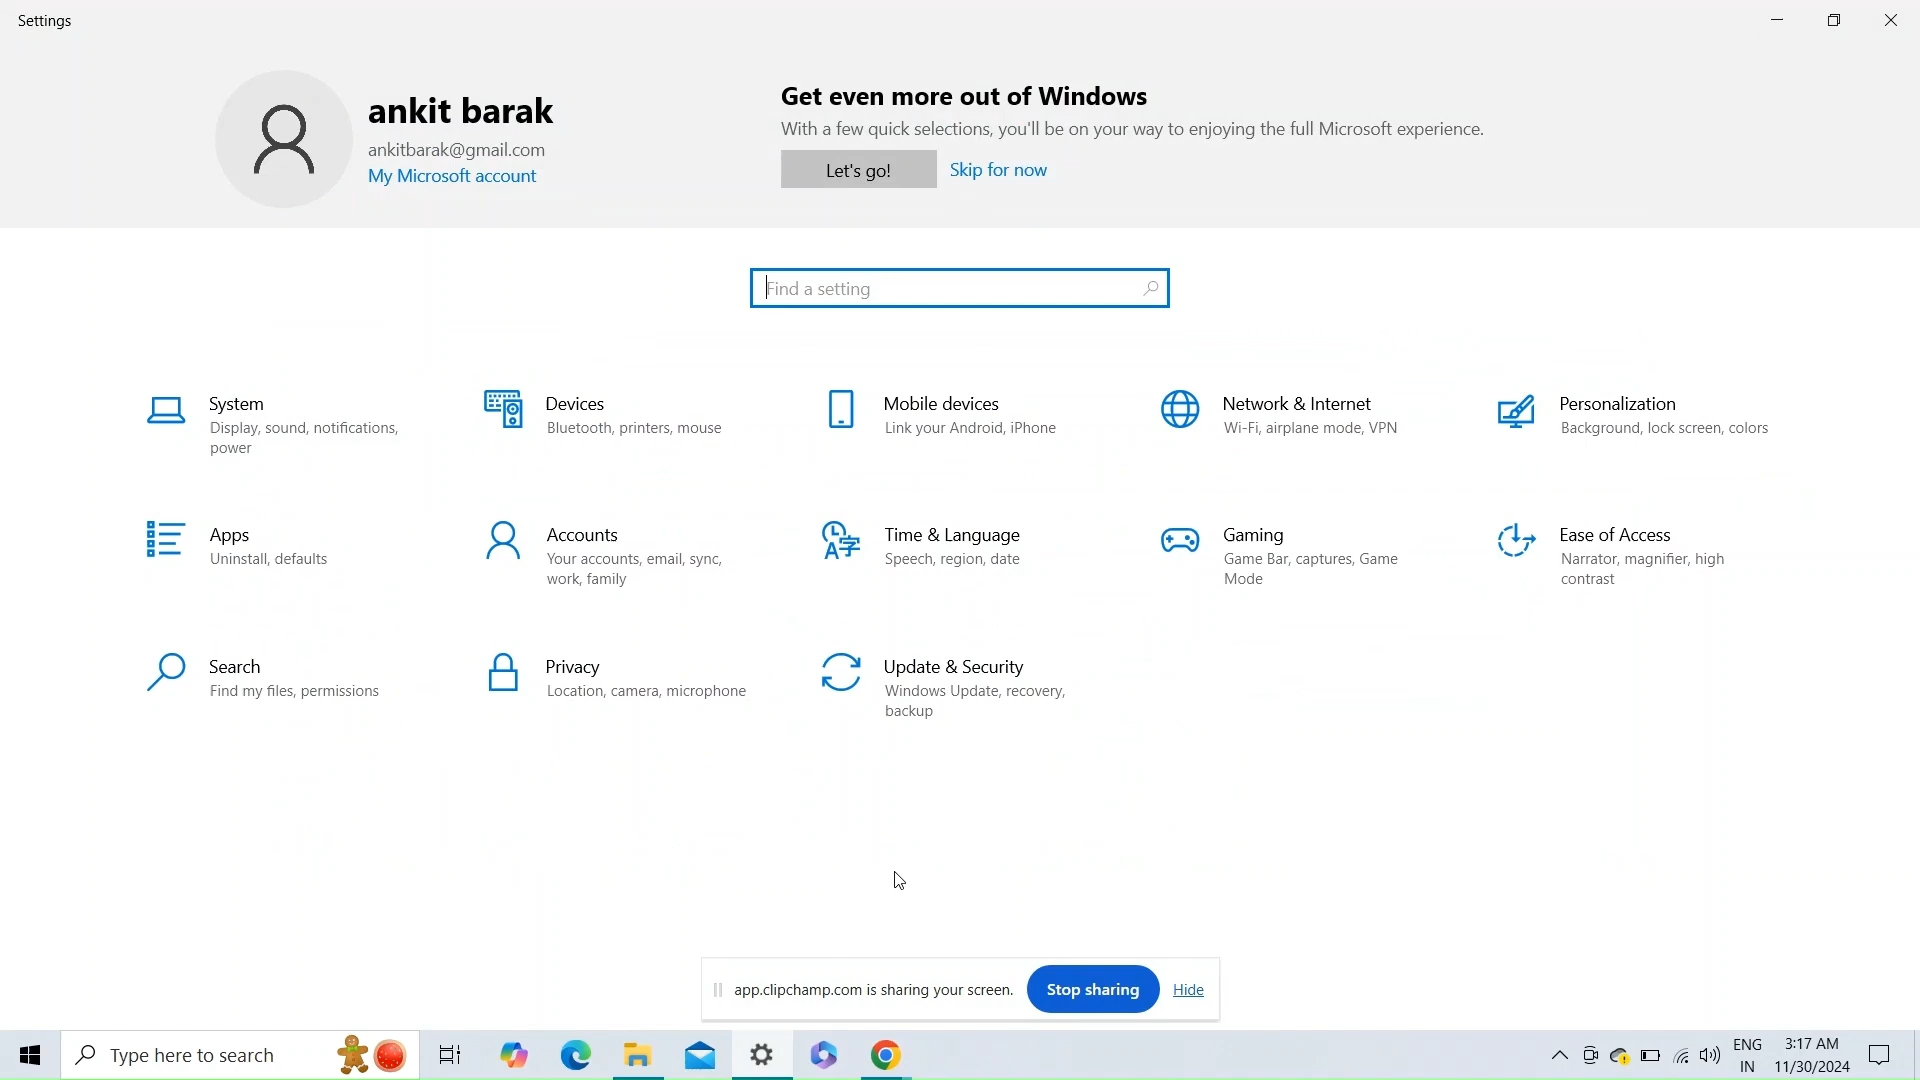 Settings
ankit barak
ankitbarak@gmail.com
My Microsoft account
Get even more out of Windows
With a few quick selections, you'll be on your way to enjoying the full Microsoft experience.
Let's go!
Skip for now
Find a setting
System
Display, sound, notifications,
power
Devices
Bluetooth, printers, mouse
Mobile devices
Link your Android, iPhone
Network & Internet
Wi-Fi, airplane mode, VPN
Personalization
Background, lock screen, colors
Apps
Uninstall, defaults
Accounts
Your accounts, email, sync,
work, family
Time & Language
Speech, region, date
Gaming
Game Bar, captures, Game
Mode
Ease of Access
Narrator, magnifier, high
contrast
Search
Find my files, permissions
Privacy
Location, camera, microphone
Update & Security
Windows Update, recovery,
backup
app.clipchamp.com is sharing your screen.
Stop sharing
Hide
Type here to search
ENG
IN
3:17 AM
11/30/2024